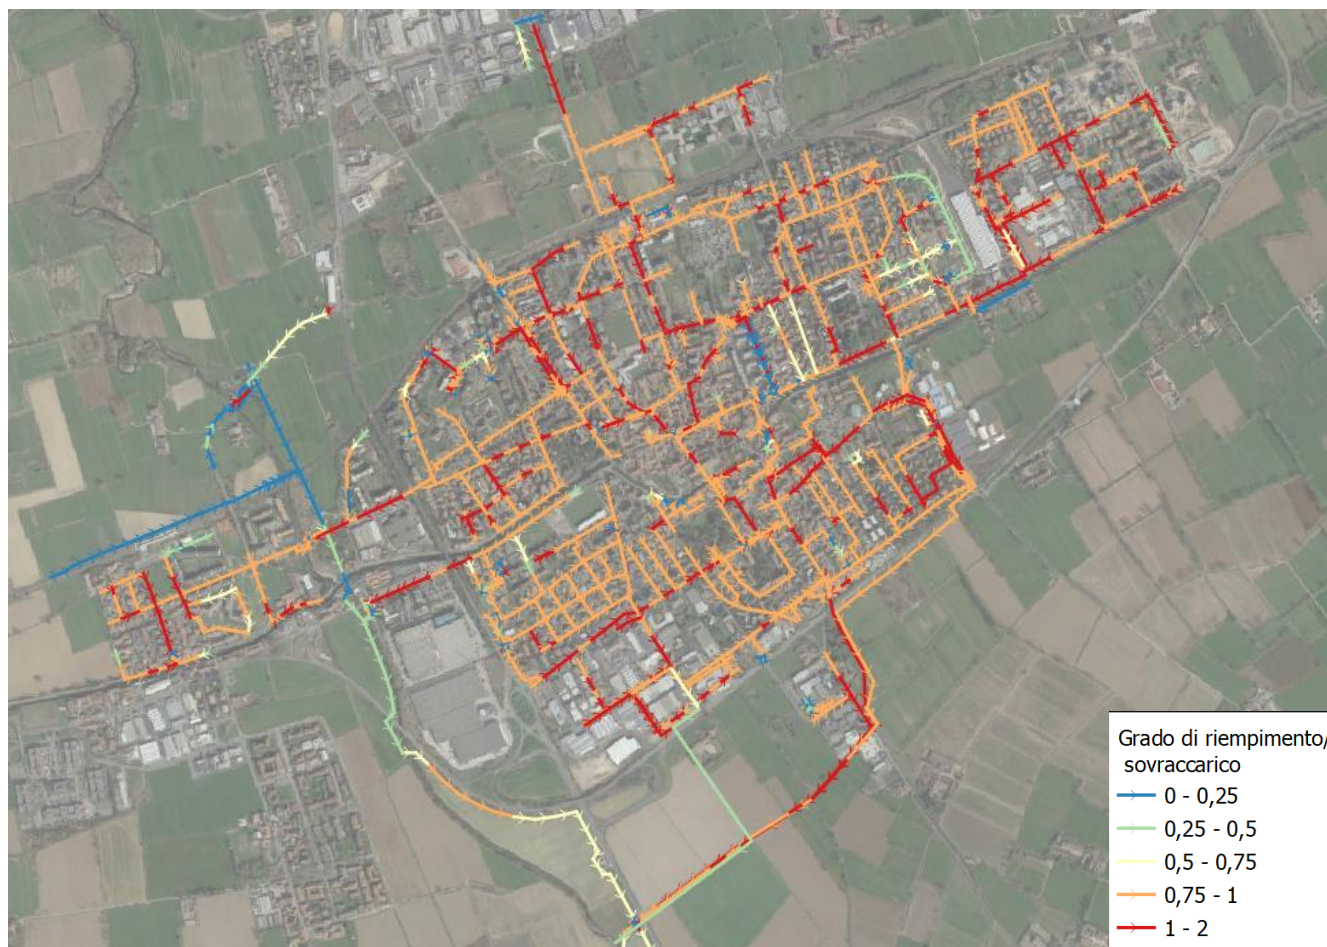 Grado di riempimento/
sovraccarico
0 - 0,25
0,25 - 0,5
0,5 - 0,75
0,75 - 1
1 - 2